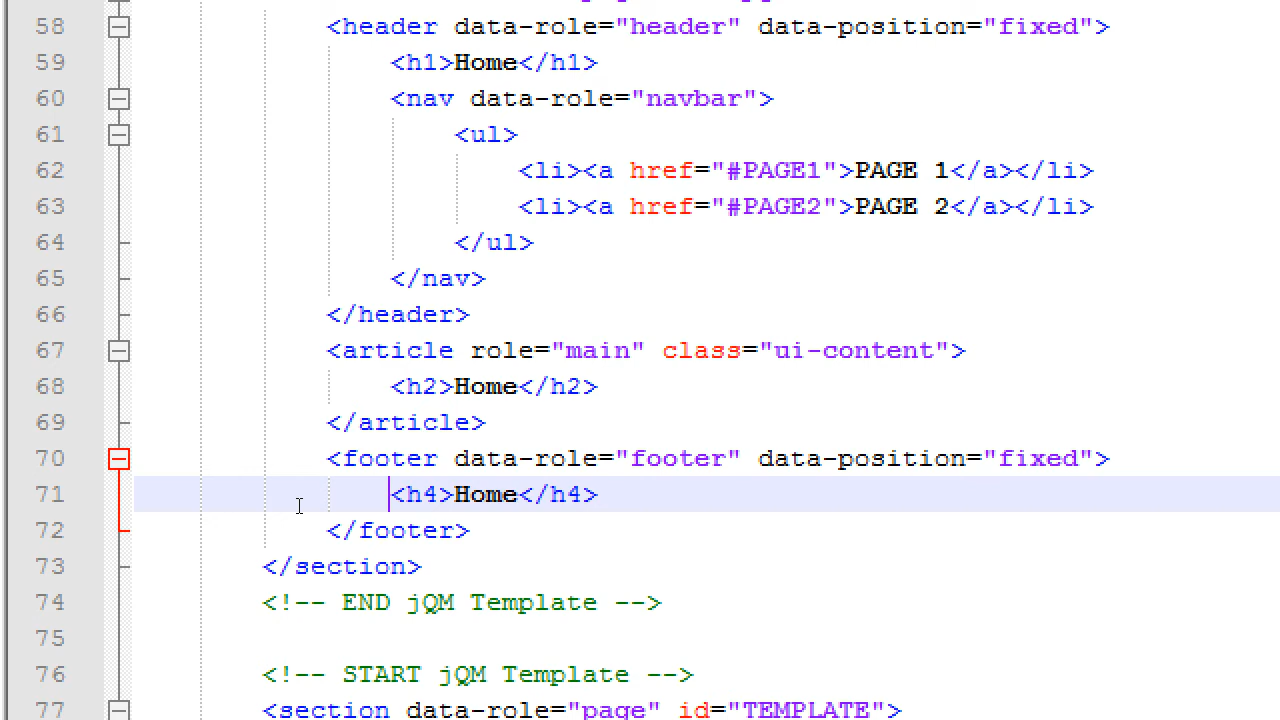 58 <header data-role="header" data-position="fixed">
59 <h1>Home</h1>
60 <nav data-role="navbar">
61 <ul>
62 <li><a href="#PAGE1">PAGE 1</a></li>
63 <li><a href="#PAGE2">PAGE 2</a></li>
64 </ul>
65 </nav>
66 </header>
67 <article role="main" class="ui-content">
68 <h2>Home</h2>
69 </article>
70 <footer data-role="footer" data-position="fixed">
71 <h4>Home</h4>
72 </footer>
73 </section>
74 <!-- END jQM Template -->
75
76 <!-- START jQM Template -->
77 <section data-role="page" id="TEMPLATE">